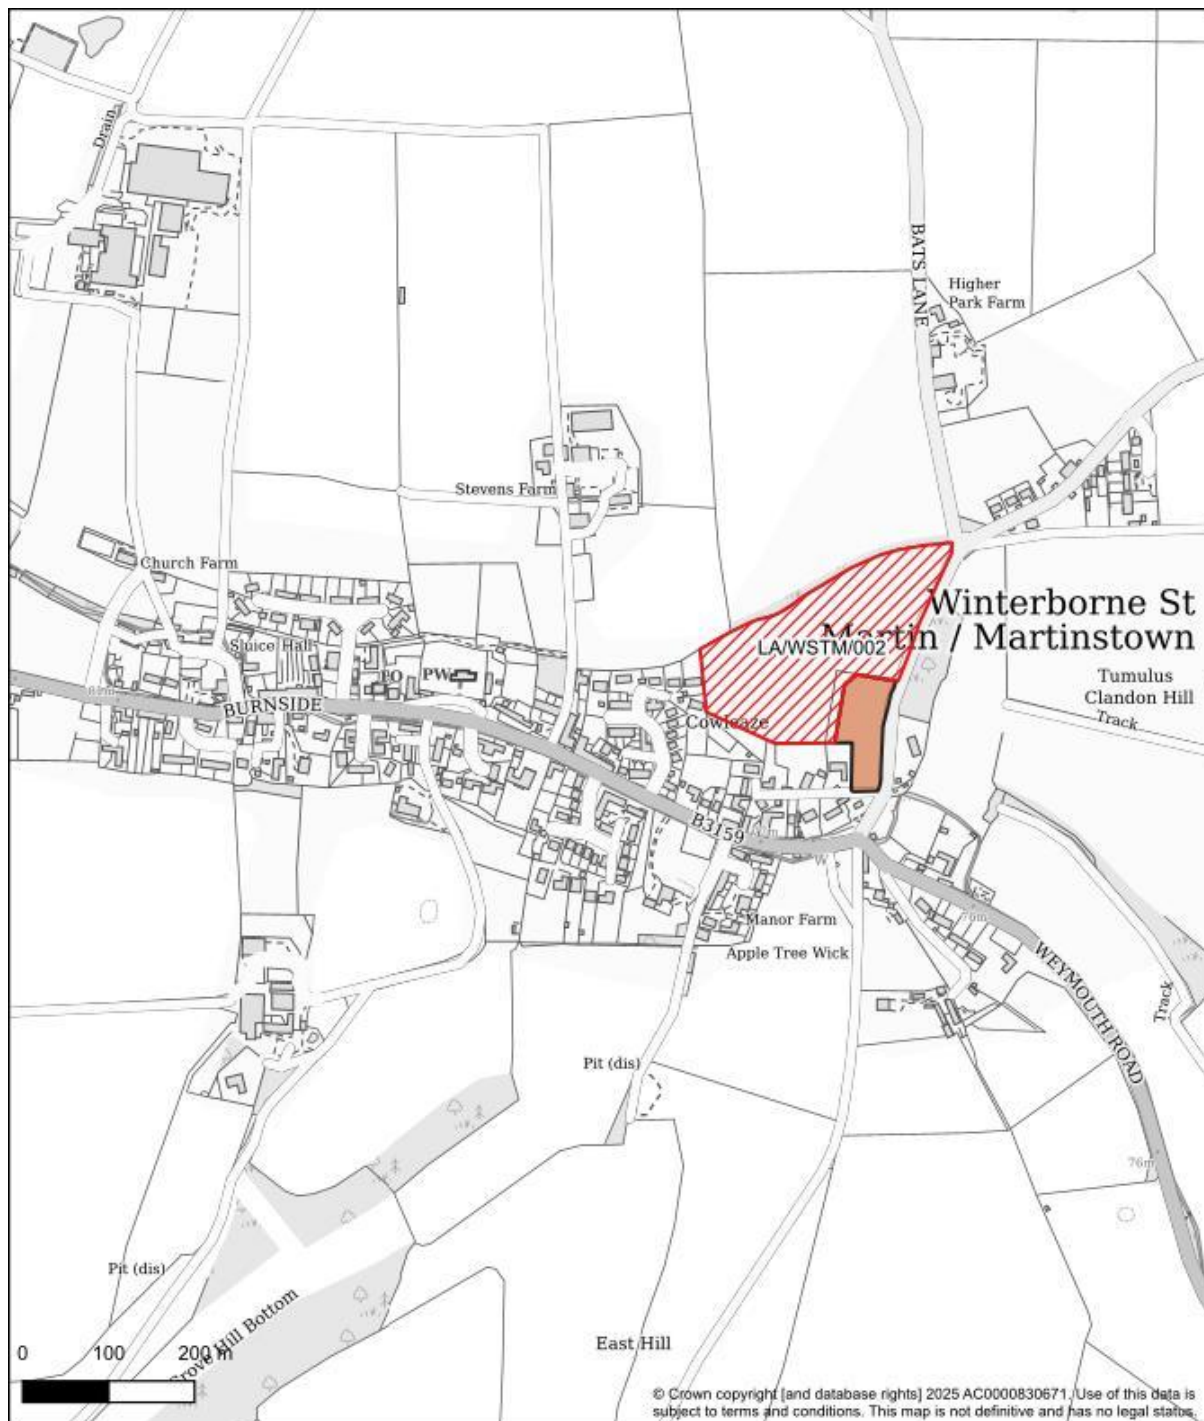 Drain
BATS LANE
Higher
Park Farm
Stevens Farm
Church Farm
Winterborne St
Martin / Martinstown
LA/WSTM/002
Sluice Hall
PO
PW
Tumulus
Clandon Hill
Track
BURNSIDE
Cowleaze
B3159
Manor Farm
Apple Tree Wick
76m
WEYMOUTH ROAD
Track
Pit (dis)
76m
Pit (dis)
Grove Hill Bottom
East Hill
0 100 200 m
© Crown copyright [and database rights] 2025 AC0000830671. Use of this data is
subject to terms and conditions. This map is not definitive and has no legal status.